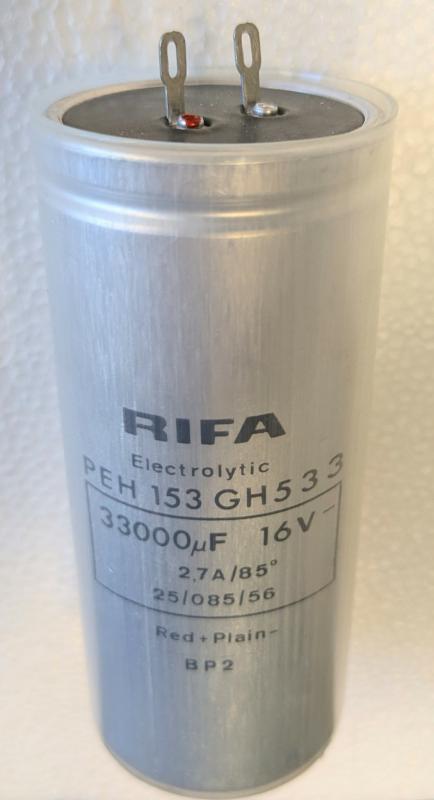 RIFA
Electrolytic
PEH 153 GH533
33000µF 16V-
2,7A/85°
25/085/56
Red + Plain -
BP2